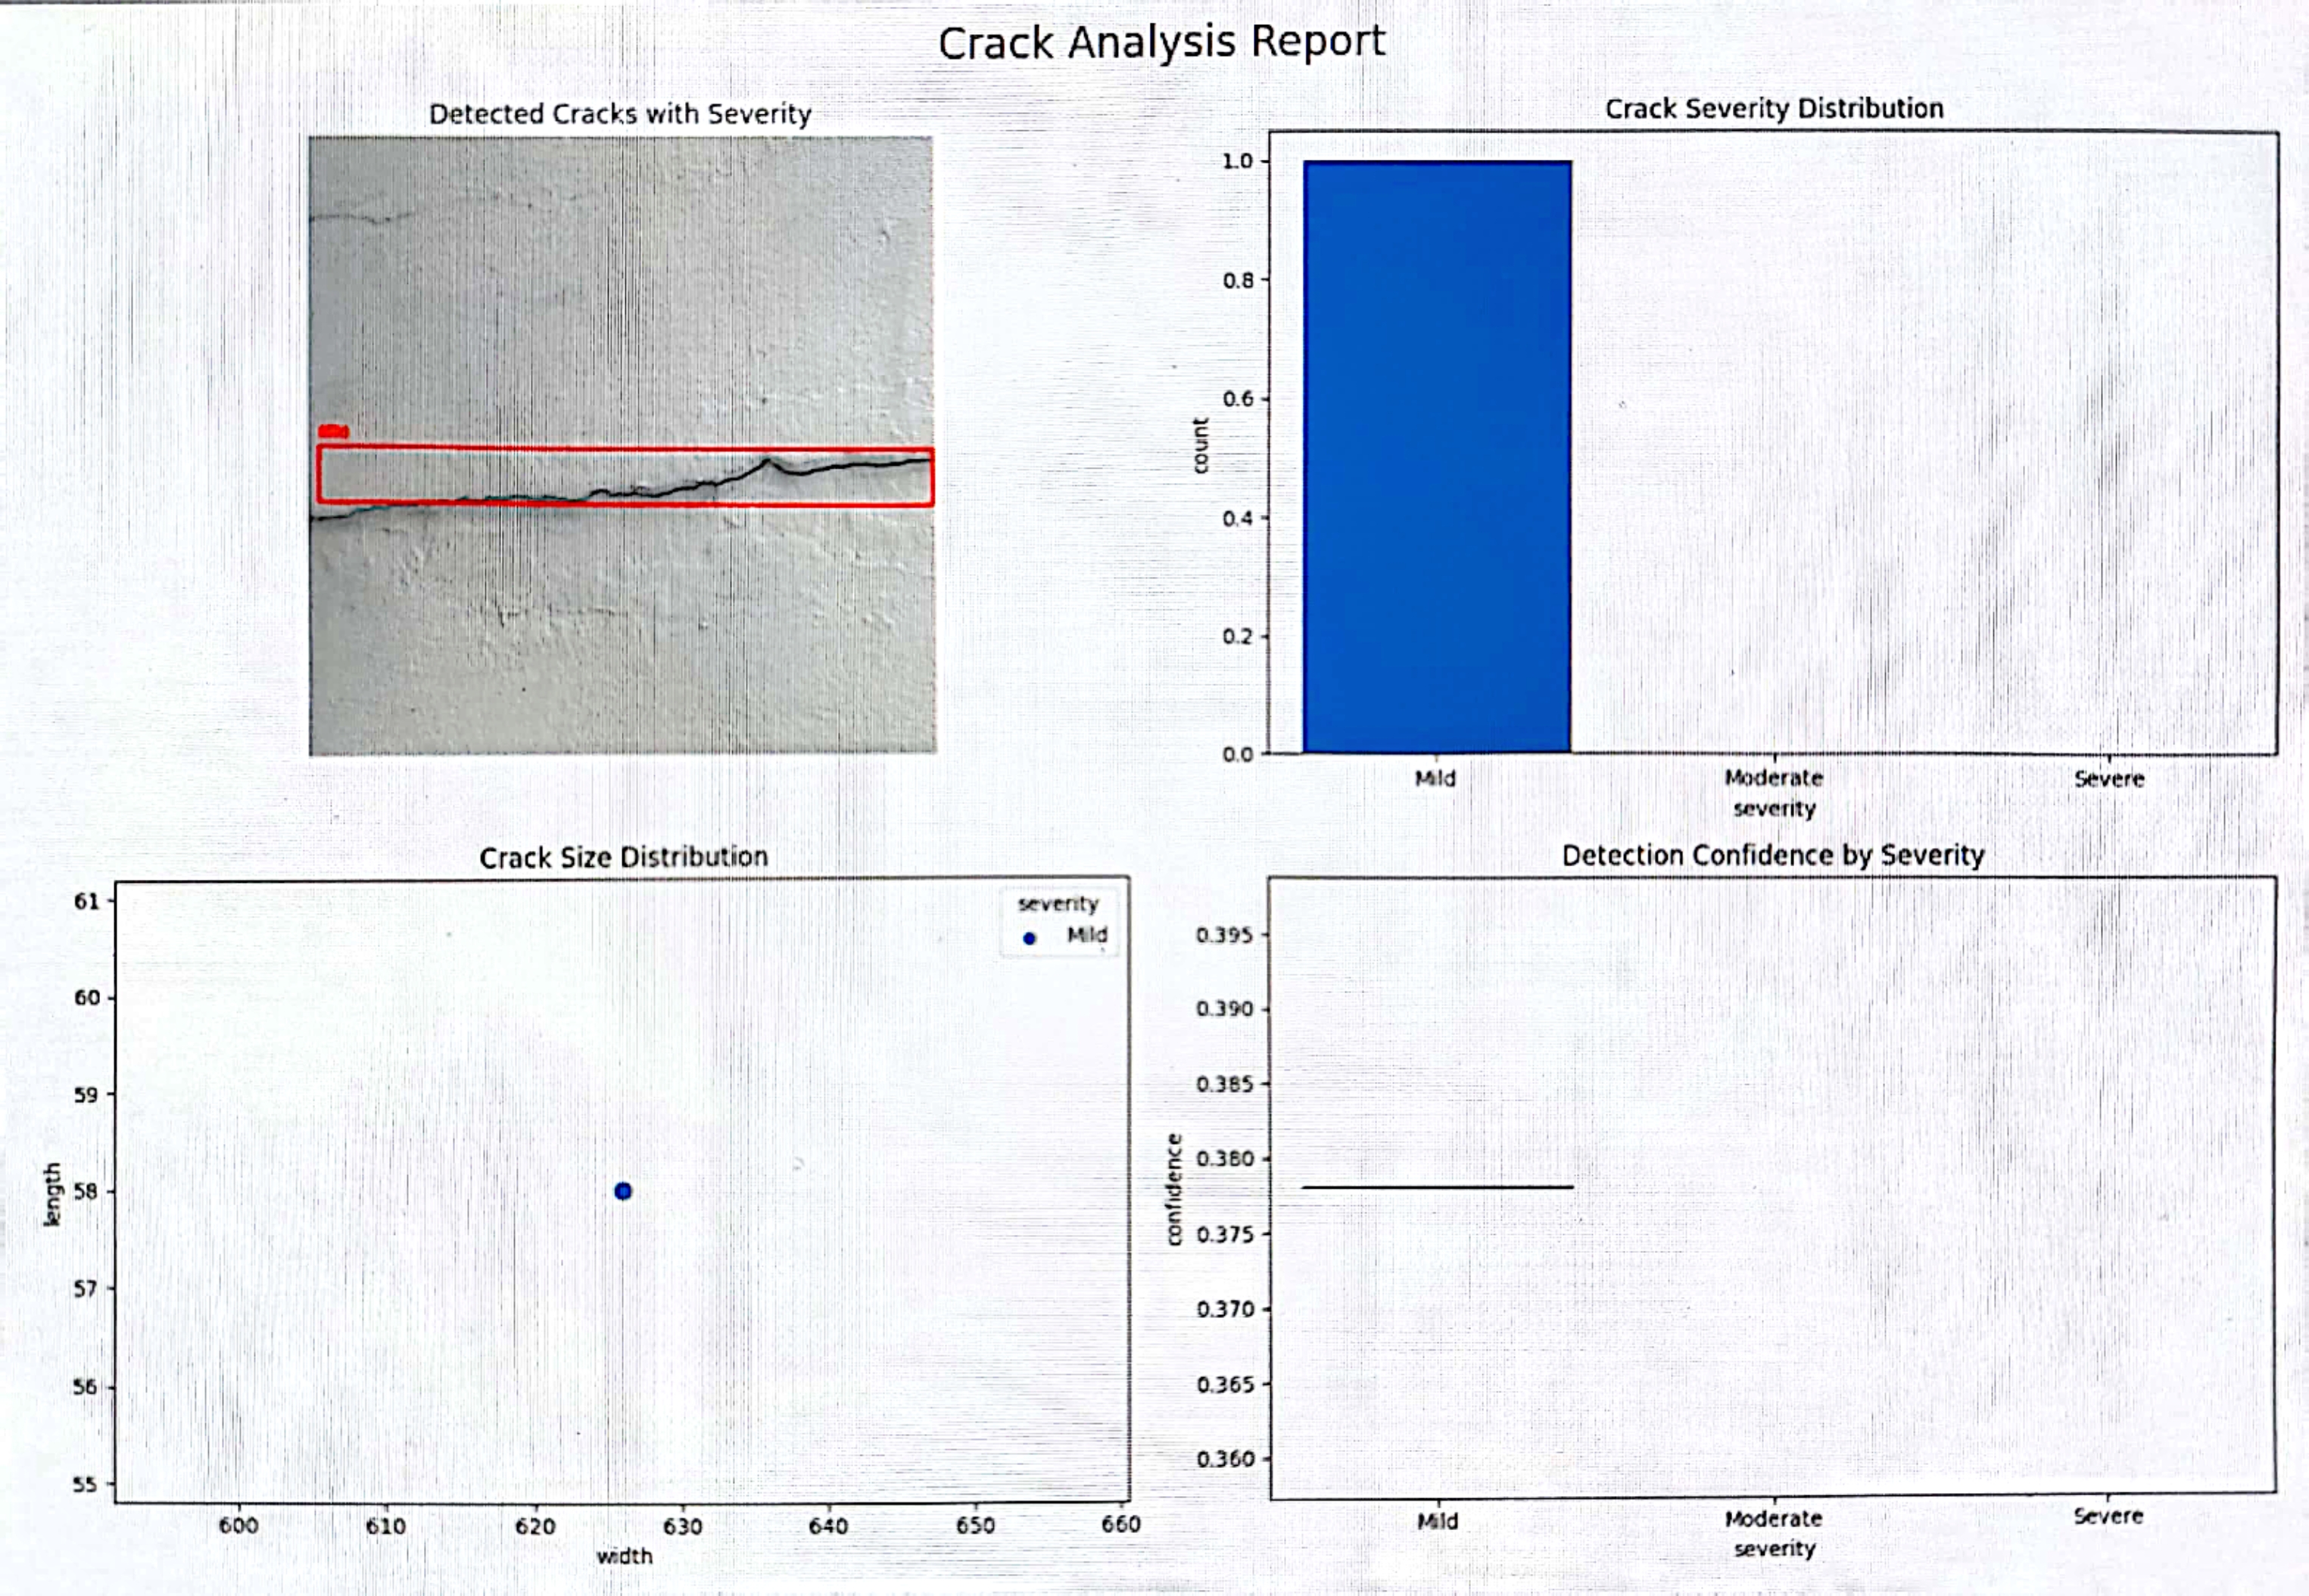 Crack Analysis Report
Detected Cracks with Severity
Crack Severity Distribution
1.0
0.8
0.6
0.4
0.2
0.0
count
Mild
Moderate
Severe
severity
Crack Size Distribution
61
60
59
58
57
56
55
length
severity
Mild
600
610
620
630
640
650
660
width
Detection Confidence by Severity
0.395
0.390
0.385
0.380
0.375
0.370
0.365
0.360
confidence
Mild
Moderate
Severe
severity